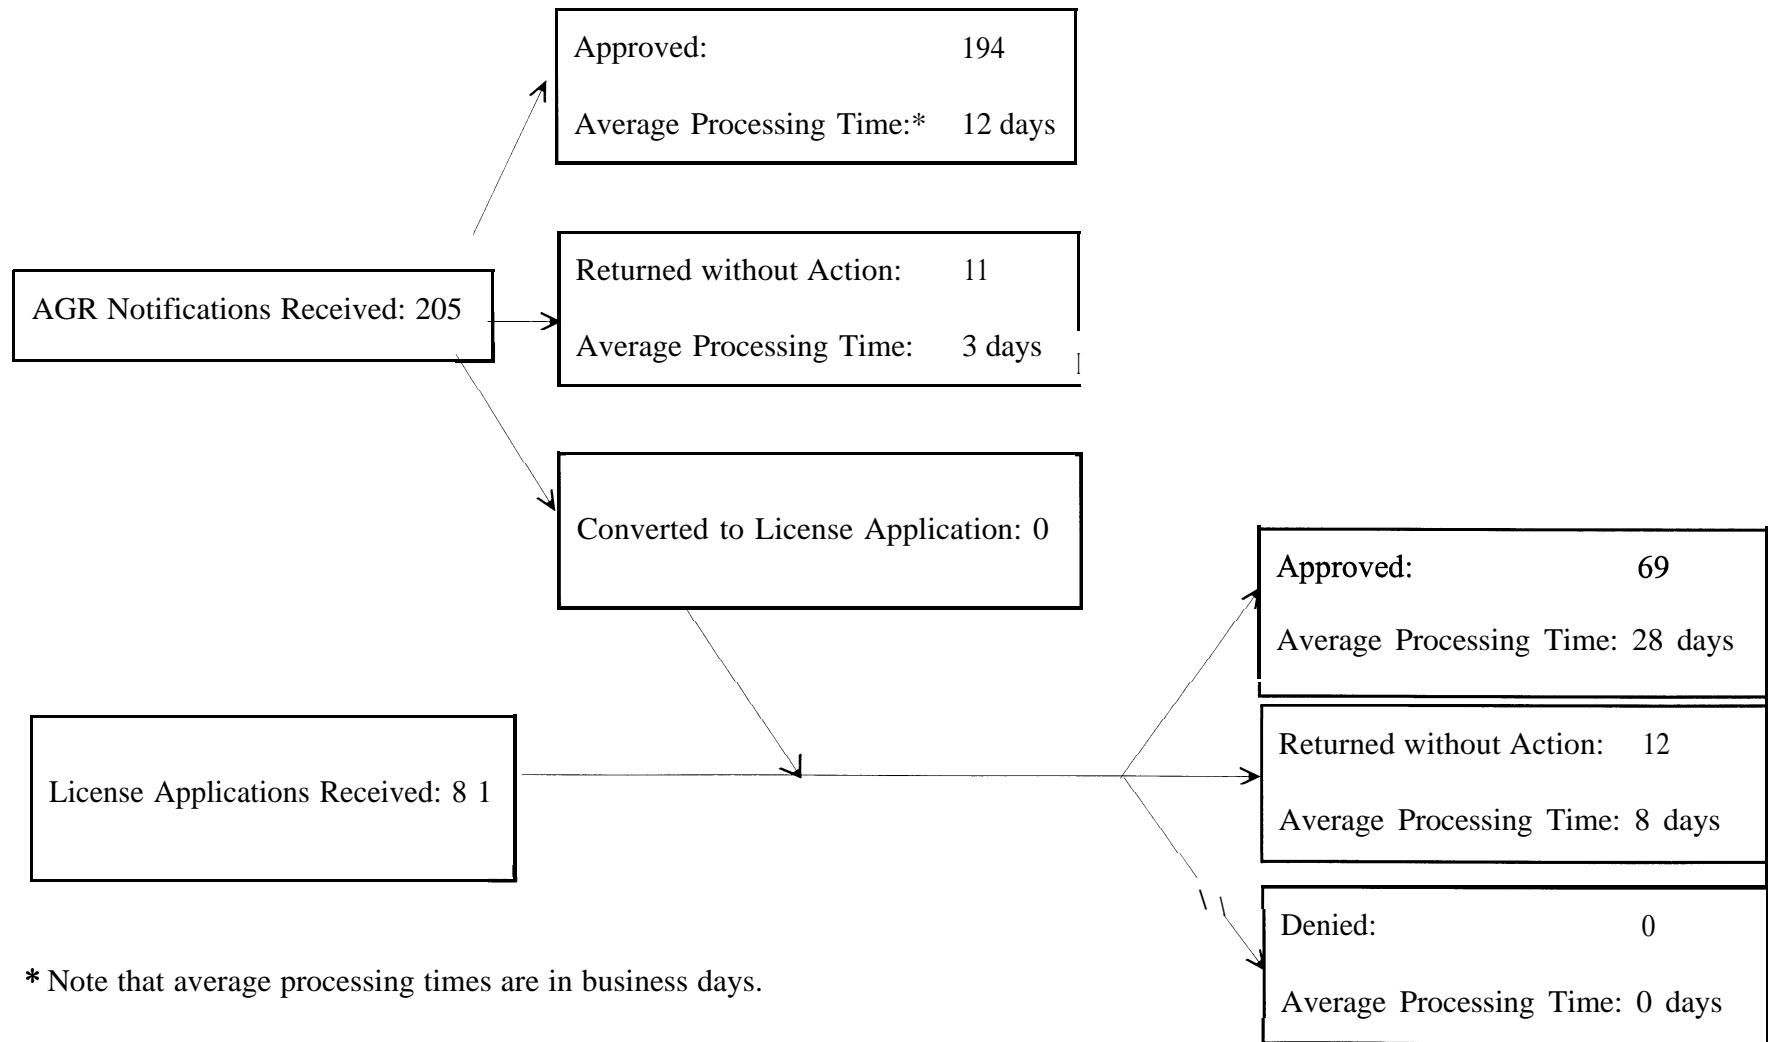 Approved: 194
Average Processing Time:* 12 days
Returned without Action: 11
Average Processing Time: 3 days
AGR Notifications Received: 205
Converted to License Application: 0
Approved: 69
Average Processing Time: 28 days
License Applications Received: 8 1
Returned without Action: 12
Average Processing Time: 8 days
Denied: 0
Average Processing Time: 0 days
* Note that average processing times are in business days.